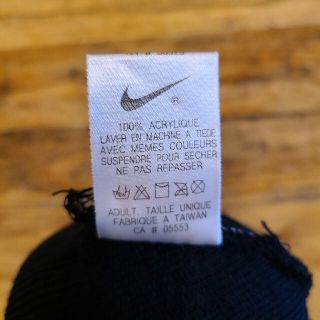 ®
100% ACRYLIQUE
LAVER EN MACHINE A TIEDE
AVEC MEMES COULEURS
SUSPENDRE POUR SECHER
NE PAS REPASSER
ADULT. TAILLE UNIQUE
FABRIQUE A TAIWAN
CA # 05553